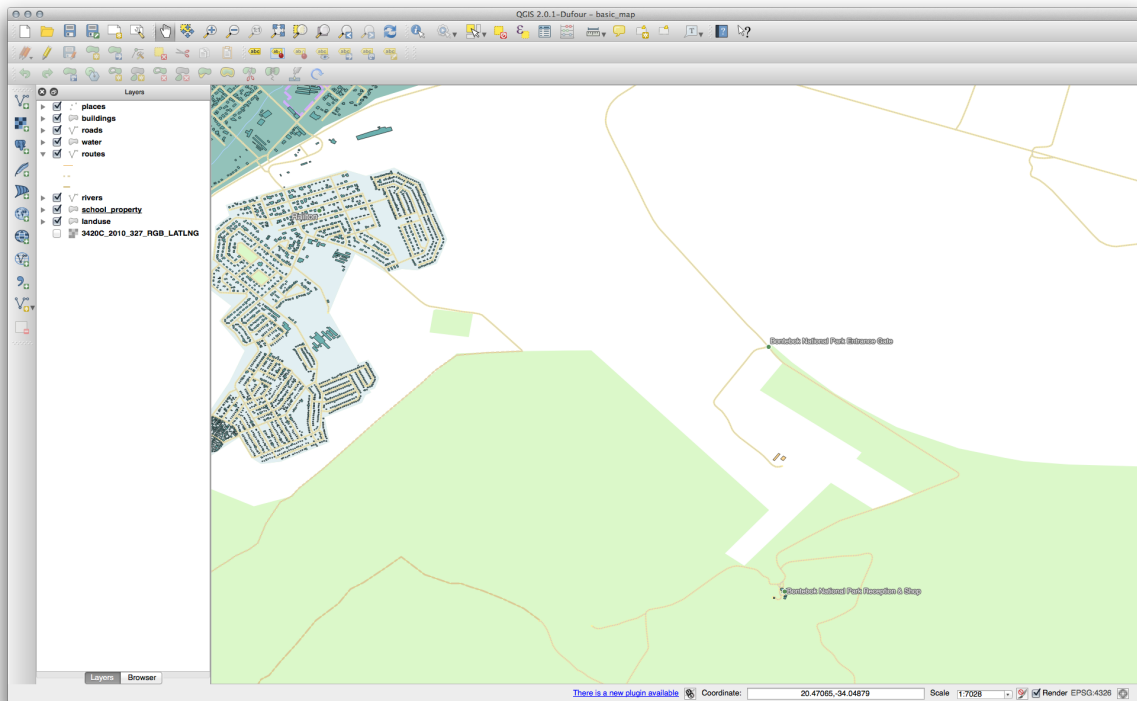 QGIS 2.0.1-Dufour - basic_map
Layers
places
buildings
roads
water
routes
rivers
school_property
landuse
3420C_2010_327_RGB_LATLNG
Railton
Bontebok National Park Entrance Gate
Bontebok National Park Reception & Shop
Layers Browser
There is a new plugin available Coordinate: 20.47065,-34.04879 Scale 1:7028 Render EPSG:4326